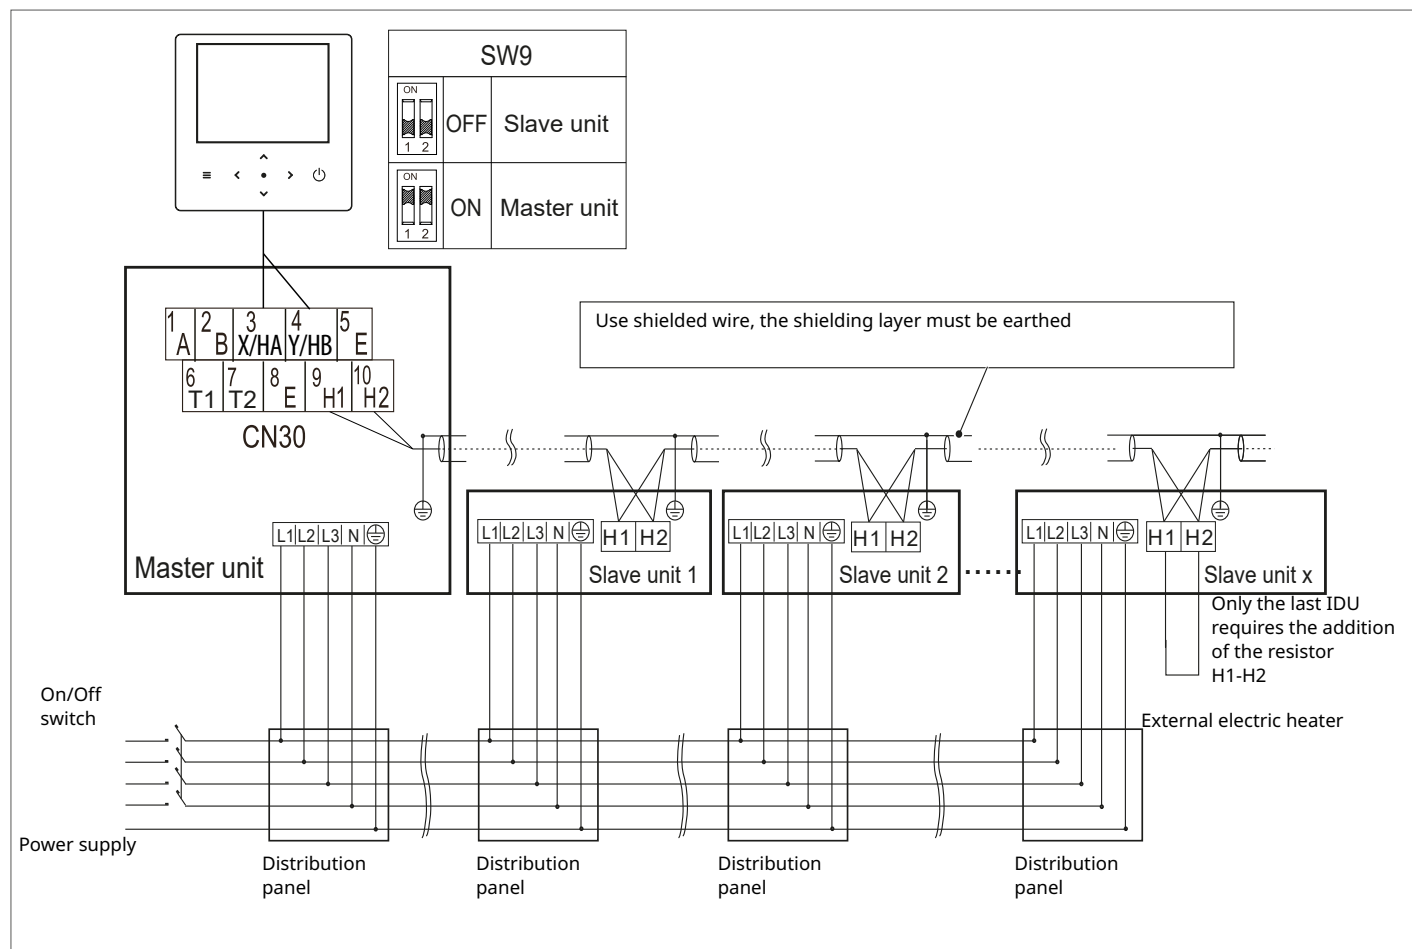 SW9
ON
1 2
OFF
Slave unit
ON
1 2
ON
Master unit
Use shielded wire, the shielding layer must be earthed
1 A
2 B
3 X/HA
4 Y/HB
5 E
6 T1
7 T2
8 E
9 H1
10 H2
CN30
L1 L2 L3 N
Master unit
L1 L2 L3 N
H1 H2
Slave unit 1
L1 L2 L3 N
H1 H2
Slave unit 2
L1 L2 L3 N
H1 H2
Slave unit x
Only the last IDU
requires the addition
of the resistor
H1-H2
On/Off
switch
External electric heater
Power supply
Distribution
panel
Distribution
panel
Distribution
panel
Distribution
panel